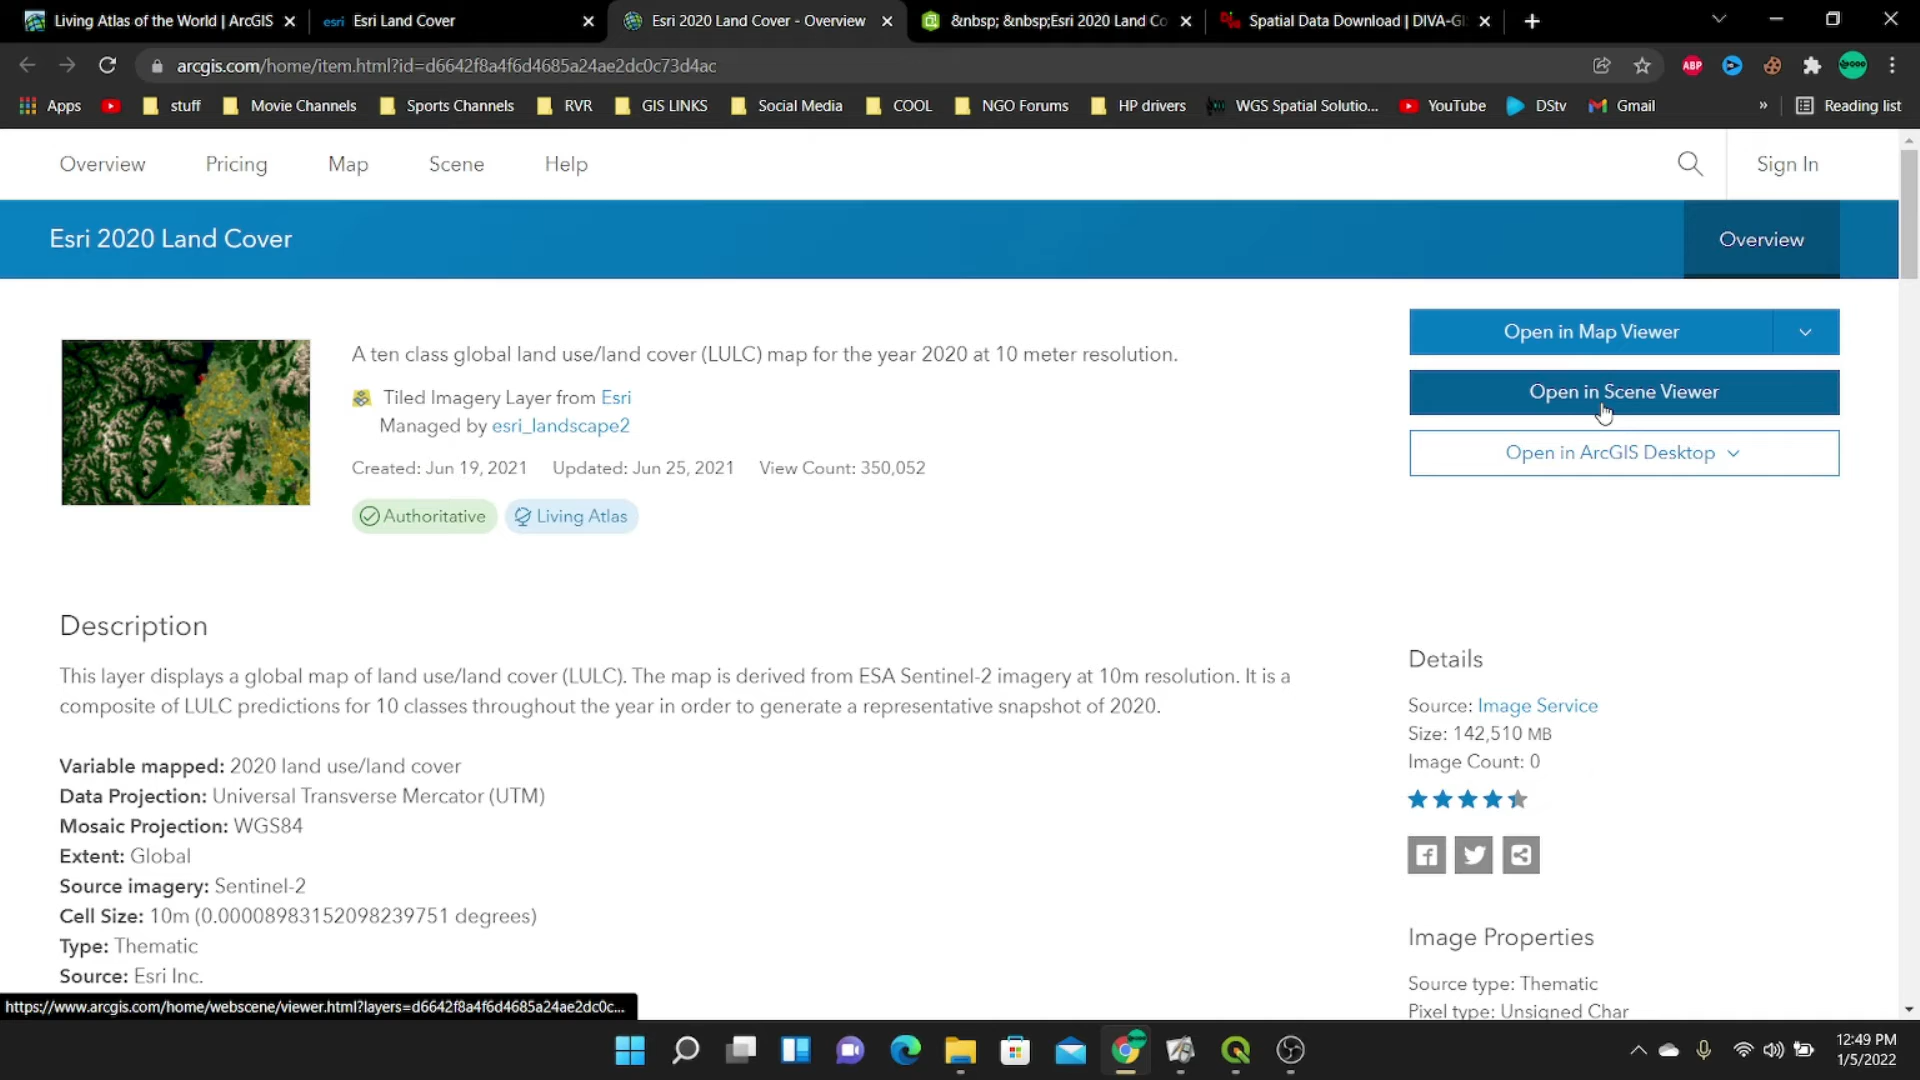 Living Atlas of the World | ArcGIS
esri Esri Land Cover
Esri 2020 Land Cover - Overview
&nbsp; &nbsp;Esri 2020 Land Co
Spatial Data Download | DIVA-GI
arcgis.com/home/item.html?id=d6642f8a4f6d4685a24ae2dc0c73d4ac
ABP
Apps
stuff
Movie Channels
Sports Channels
RVR
GIS LINKS
Social Media
COOL
NGO Forums
HP drivers
WGS Spatial Solutio...
YouTube
DStv
Gmail
»
Reading list
Overview
Pricing
Map
Scene
Help
Sign In
Esri 2020 Land Cover
Overview
Open in Map Viewer
Open in Scene Viewer
Open in ArcGIS Desktop
A ten class global land use/land cover (LULC) map for the year 2020 at 10 meter resolution.
Tiled Imagery Layer from Esri
Managed by esri_landscape2
Created: Jun 19, 2021 Updated: Jun 25, 2021 View Count: 350,052
Authoritative
Living Atlas
Description
This layer displays a global map of land use/land cover (LULC). The map is derived from ESA Sentinel-2 imagery at 10m resolution. It is a
composite of LULC predictions for 10 classes throughout the year in order to generate a representative snapshot of 2020.
Variable mapped: 2020 land use/land cover
Data Projection: Universal Transverse Mercator (UTM)
Mosaic Projection: WGS84
Extent: Global
Source imagery: Sentinel-2
Cell Size: 10m (0.00008983152098239751 degrees)
Type: Thematic
Source: Esri Inc.
Details
Source: Image Service
Size: 142,510 MB
Image Count: 0
Image Properties
Source type: Thematic
Pixel type: Unsigned Char
https://www.arcgis.com/home/webscene/viewer.html?layers=d6642f8a4f6d4685a24ae2dc0c...
12:49 PM
1/5/2022